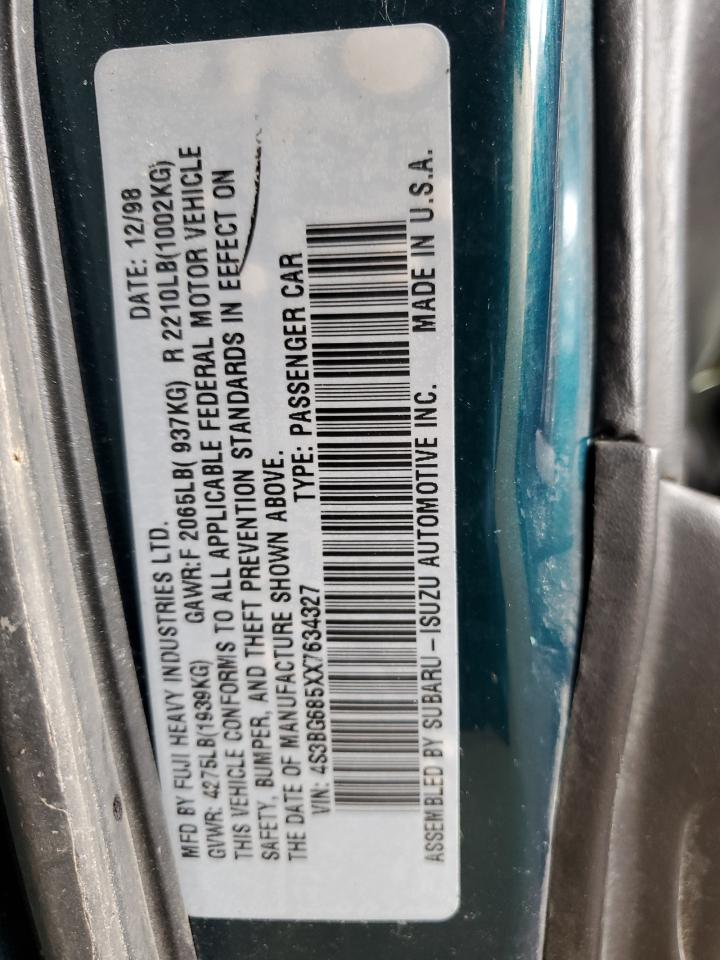 MFD BY FUJI HEAVY INDUSTRIES LTD. DATE: 12/98
GVWR: 4275LB(1939KG) GAWR:F 2065LB( 937KG) R 2210LB(1002KG)
THIS VEHICLE CONFORMS TO ALL APPLICABLE FEDERAL MOTOR VEHICLE
SAFETY, BUMPER, AND THEFT PREVENTION STANDARDS IN EFFECT ON
THE DATE OF MANUFACTURE SHOWN ABOVE.
VIN: 4S3BG685XX7634327 TYPE: PASSENGER CAR
ASSEMBLED BY SUBARU-ISUZU AUTOMOTIVE INC. MADE IN U.S.A.